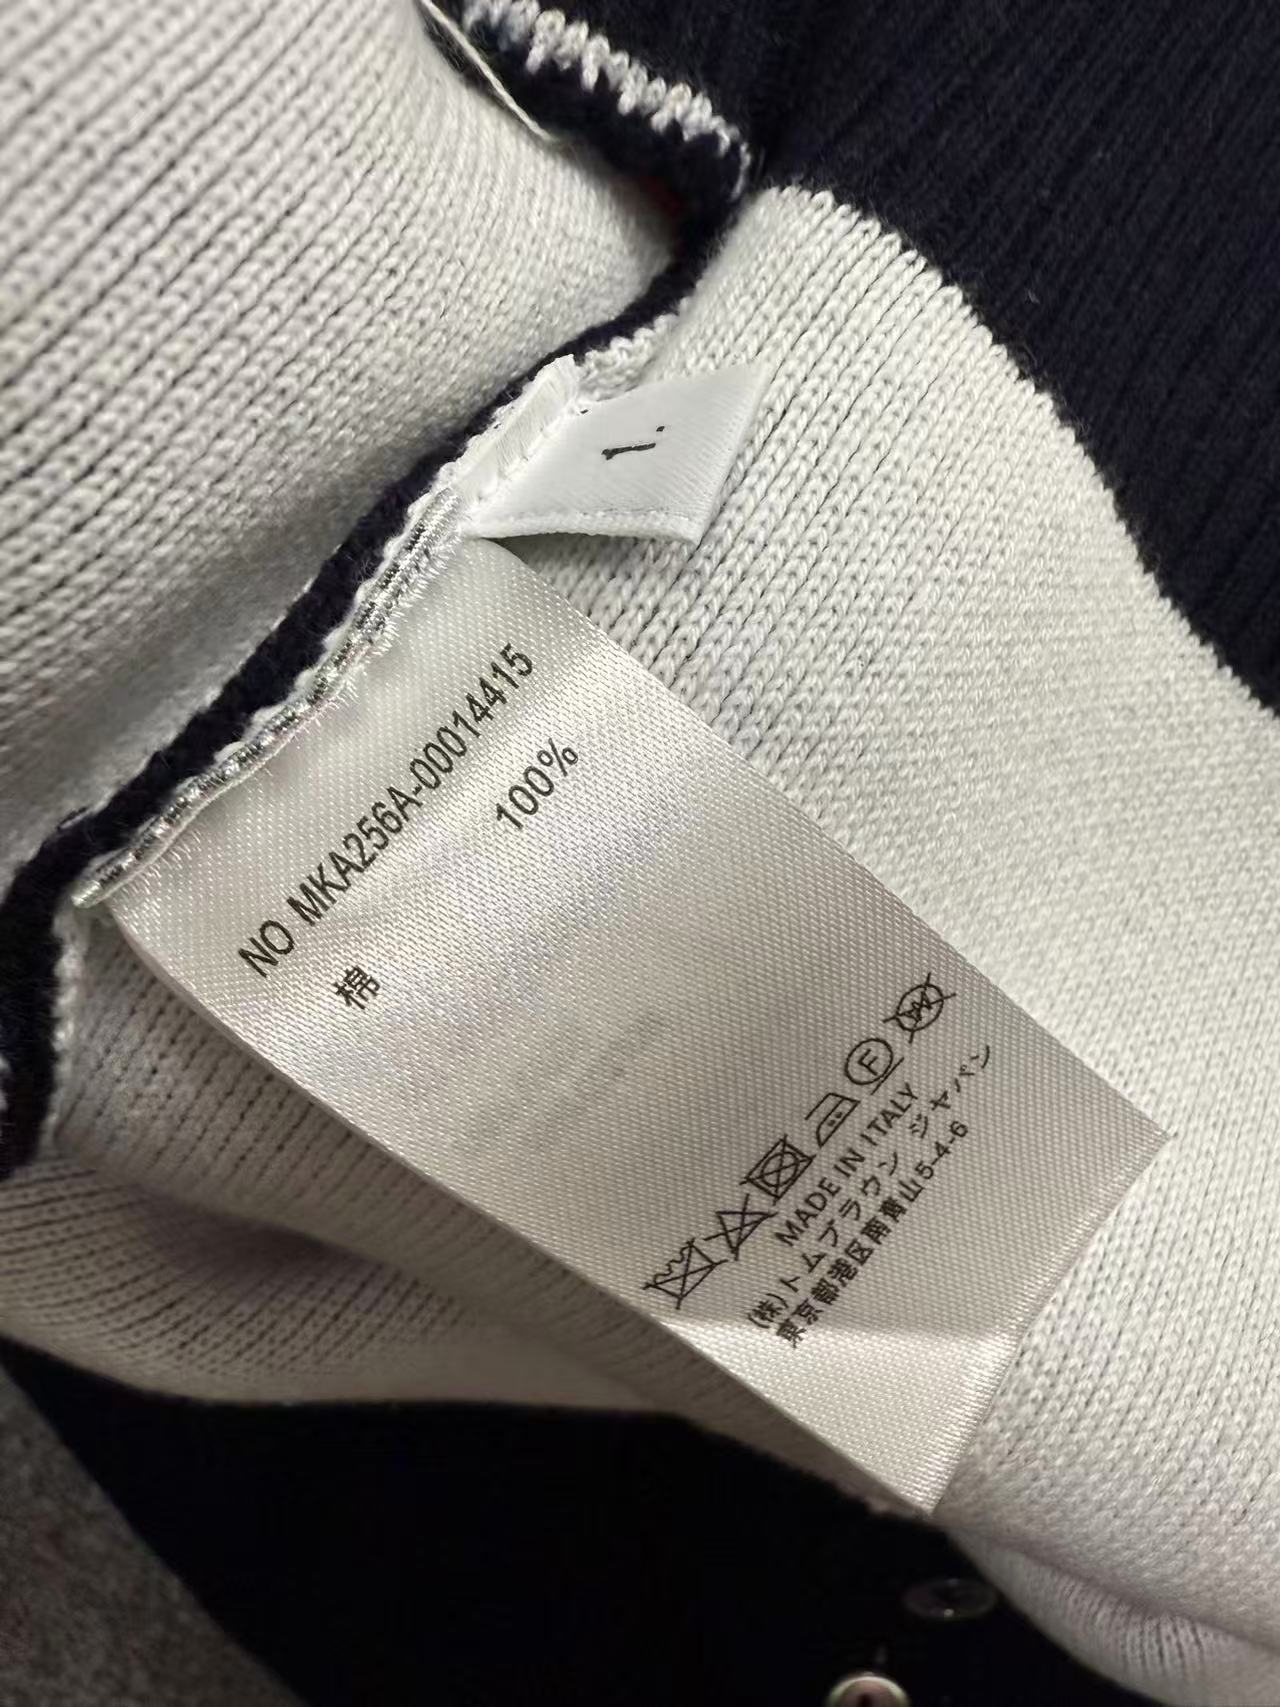 1.
NO MKA256A-00014415
棉 100%
F W
MADE IN ITALY
(株)トム ブラウン ジャパン
東京都港区南青山5-4-6